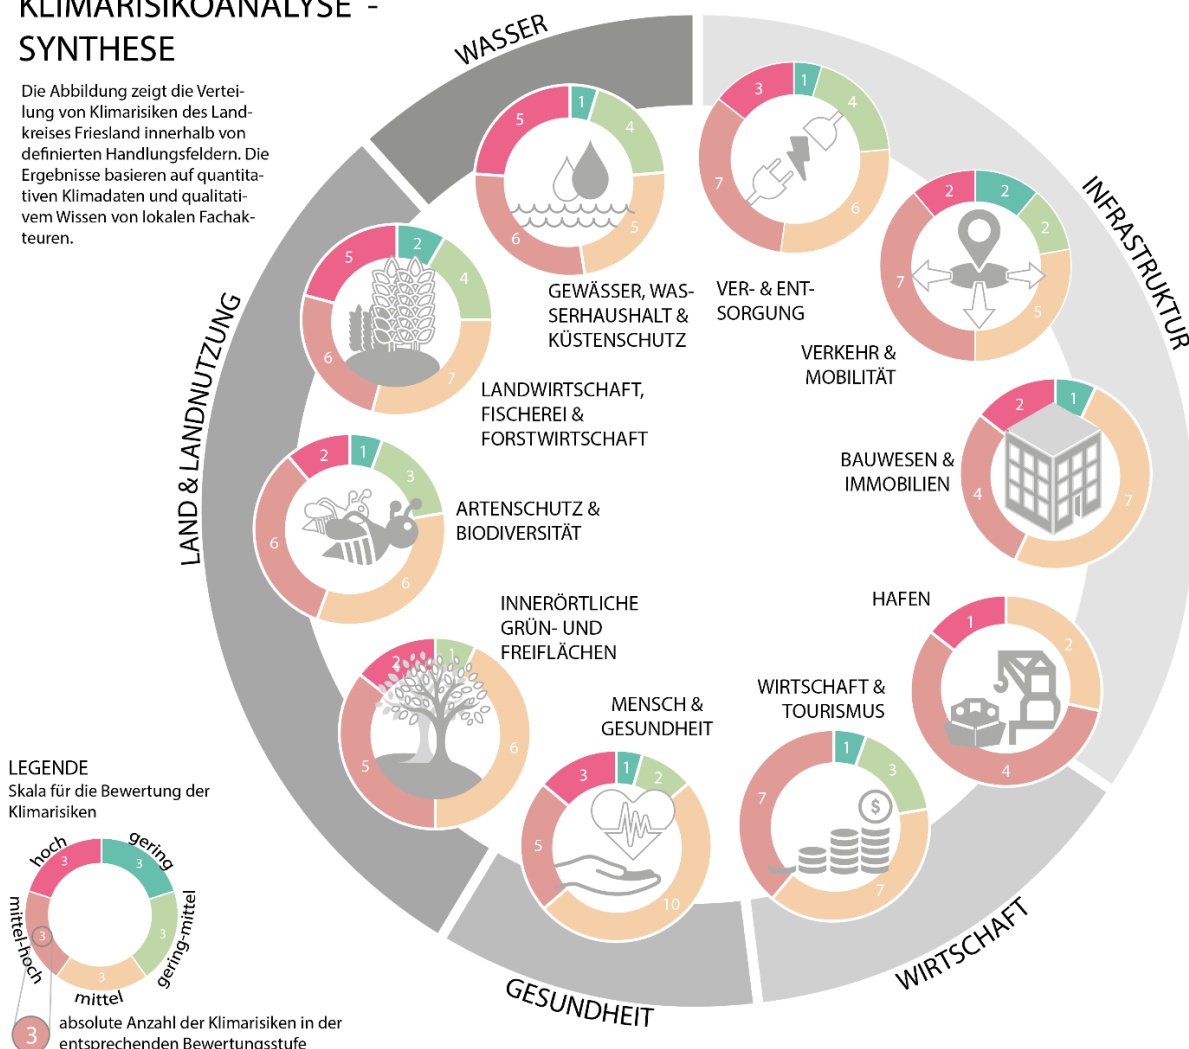 KLIMARISIKOANALYSE -
SYNTHESE
Die Abbildung zeigt die Vertei-
lung von Klimarisiken des Land-
kreises Friesland innerhalb von
definierten Handlungsfeldern. Die
Ergebnisse basieren auf quantita-
tiven Klimadaten und qualitati-
vem Wissen von lokalen Fachak-
teuren.
WASSER
5
1
4
5
6
GEWÄSSER, WAS-
SERHAUSHALT &
KÜSTENSCHUTZ
INFRASTRUKTUR
3
1
4
6
7
VER- & ENT-
SORGUNG
2
2
2
5
7
VERKEHR &
MOBILITÄT
2
1
7
4
BAUWESEN &
IMMOBILIEN
HAFEN
1
2
4
WIRTSCHAFT
WIRTSCHAFT &
TOURISMUS
1
3
7
7
$
GESUNDHEIT
MENSCH &
GESUNDHEIT
3
1
2
10
5
LAND & LANDNUTZUNG
5
2
4
7
6
LANDWIRTSCHAFT,
FISCHEREI &
FORSTWIRTSCHAFT
2
1
3
6
6
ARTENSCHUTZ &
BIODIVERSITÄT
INNERÖRTLICHE
GRÜN- UND
FREIFLÄCHEN
2
1
6
5
LEGENDE
Skala für die Bewertung der
Klimarisiken
hoch
3
gering
3
gering-mittel
3
mittel
3
mittel-hoch
3
3
absolute Anzahl der Klimarisiken in der
entsprechenden Bewertungsstufe